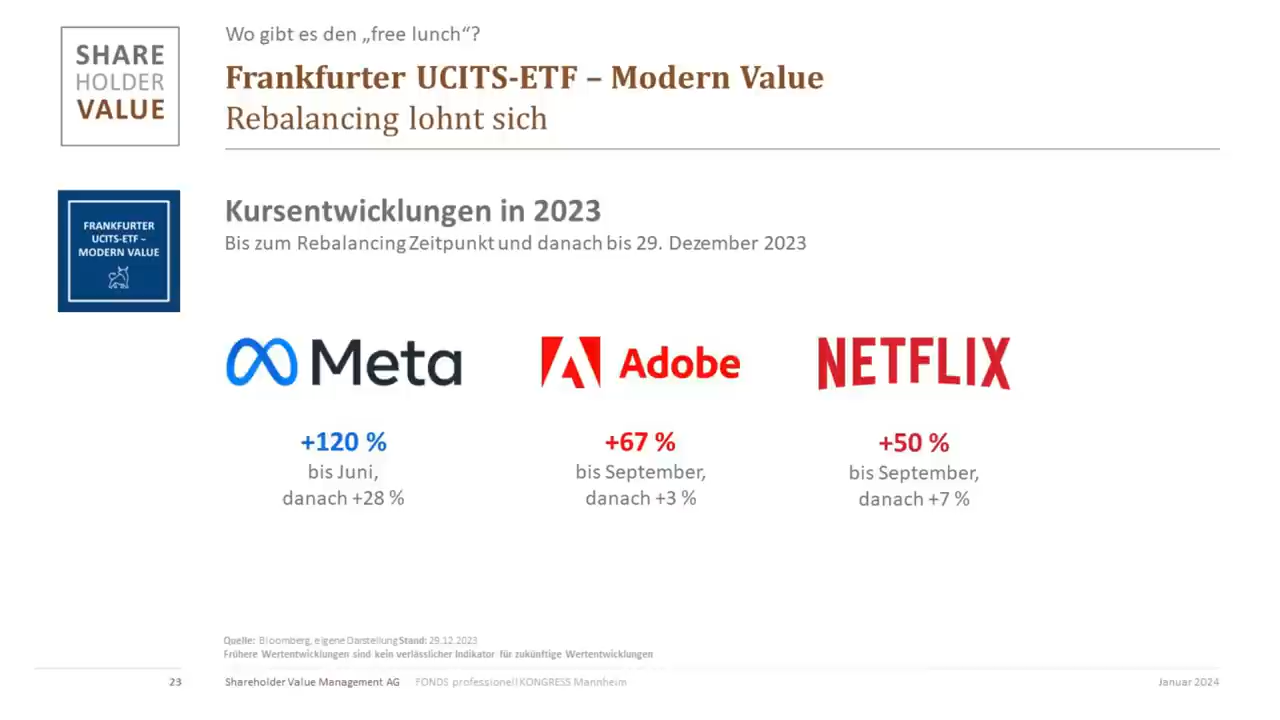 SHARE
HOLDER
VALUE
Wo gibt es den „free lunch“?
Frankfurter UCITS-ETF – Modern Value
Rebalancing lohnt sich
FRANKFURTER
UCITS-ETF –
MODERN VALUE
Kursentwicklungen in 2023
Bis zum Rebalancing Zeitpunkt und danach bis 29. Dezember 2023
Meta
Adobe
NETFLIX
+120 %
bis Juni,
danach +28 %
+67 %
bis September,
danach +3 %
+50 %
bis September,
danach +7 %
Quelle: Bloomberg, eigene Darstellung Stand: 29.12.2023
Frühere Wertentwicklungen sind kein verlässlicher Indikator für zukünftige Wertentwicklungen
23 Shareholder Value Management AG FONDS professionell KONGRESS Mannheim Januar 2024